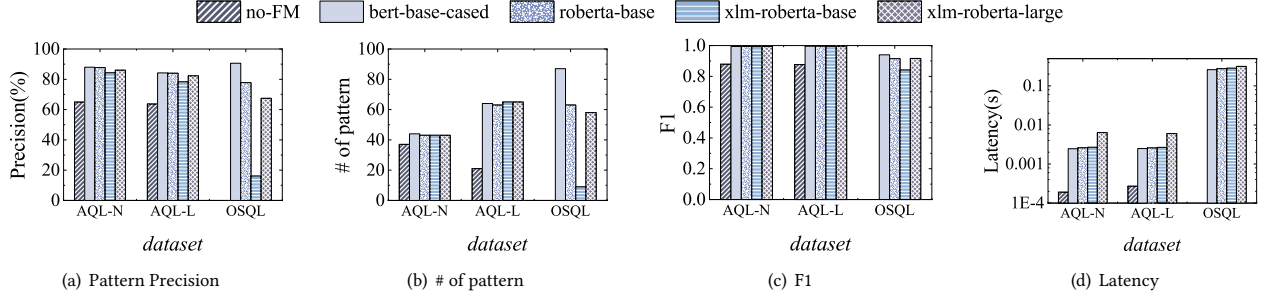 no-FM bert-base-cased roberta-base xlm-roberta-base xlm-roberta-large
Precision(%)
100
80
60
40
20
0
AQL-N AQL-L OSQL
dataset
(a) Pattern Precision
# of pattern
100
80
60
40
20
0
AQL-N AQL-L OSQL
dataset
(b) # of pattern
F1
1.0
0.8
0.6
0.4
0.2
0.0
AQL-N AQL-L OSQL
dataset
(c) F1
Latency(s)
0.1
0.01
0.001
1E-4
AQL-N AQL-L OSQL
dataset
(d) Latency